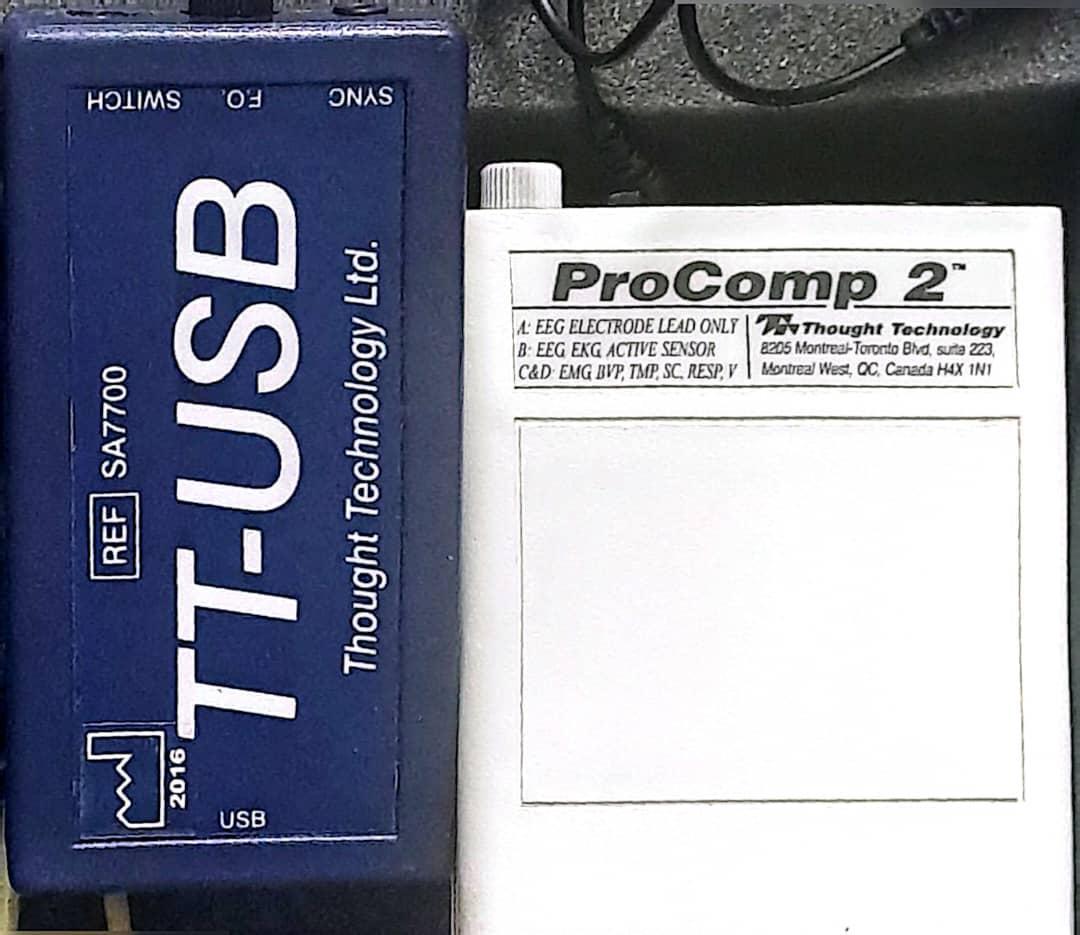 SWITCH
F.O.
SYNC
REF SA7700
TT-USB
Thought Technology Ltd.
2016
USB
ProComp 2™
A: EEG ELECTRODE LEAD ONLY
B: EEG, EKG, ACTIVE SENSOR
C&D: EMG, BVP, TMP, SC, RESP, V
Thought Technology
8205 Montreal-Toronto Blvd, suite 223,
Montreal West, QC, Canada H4X 1N1